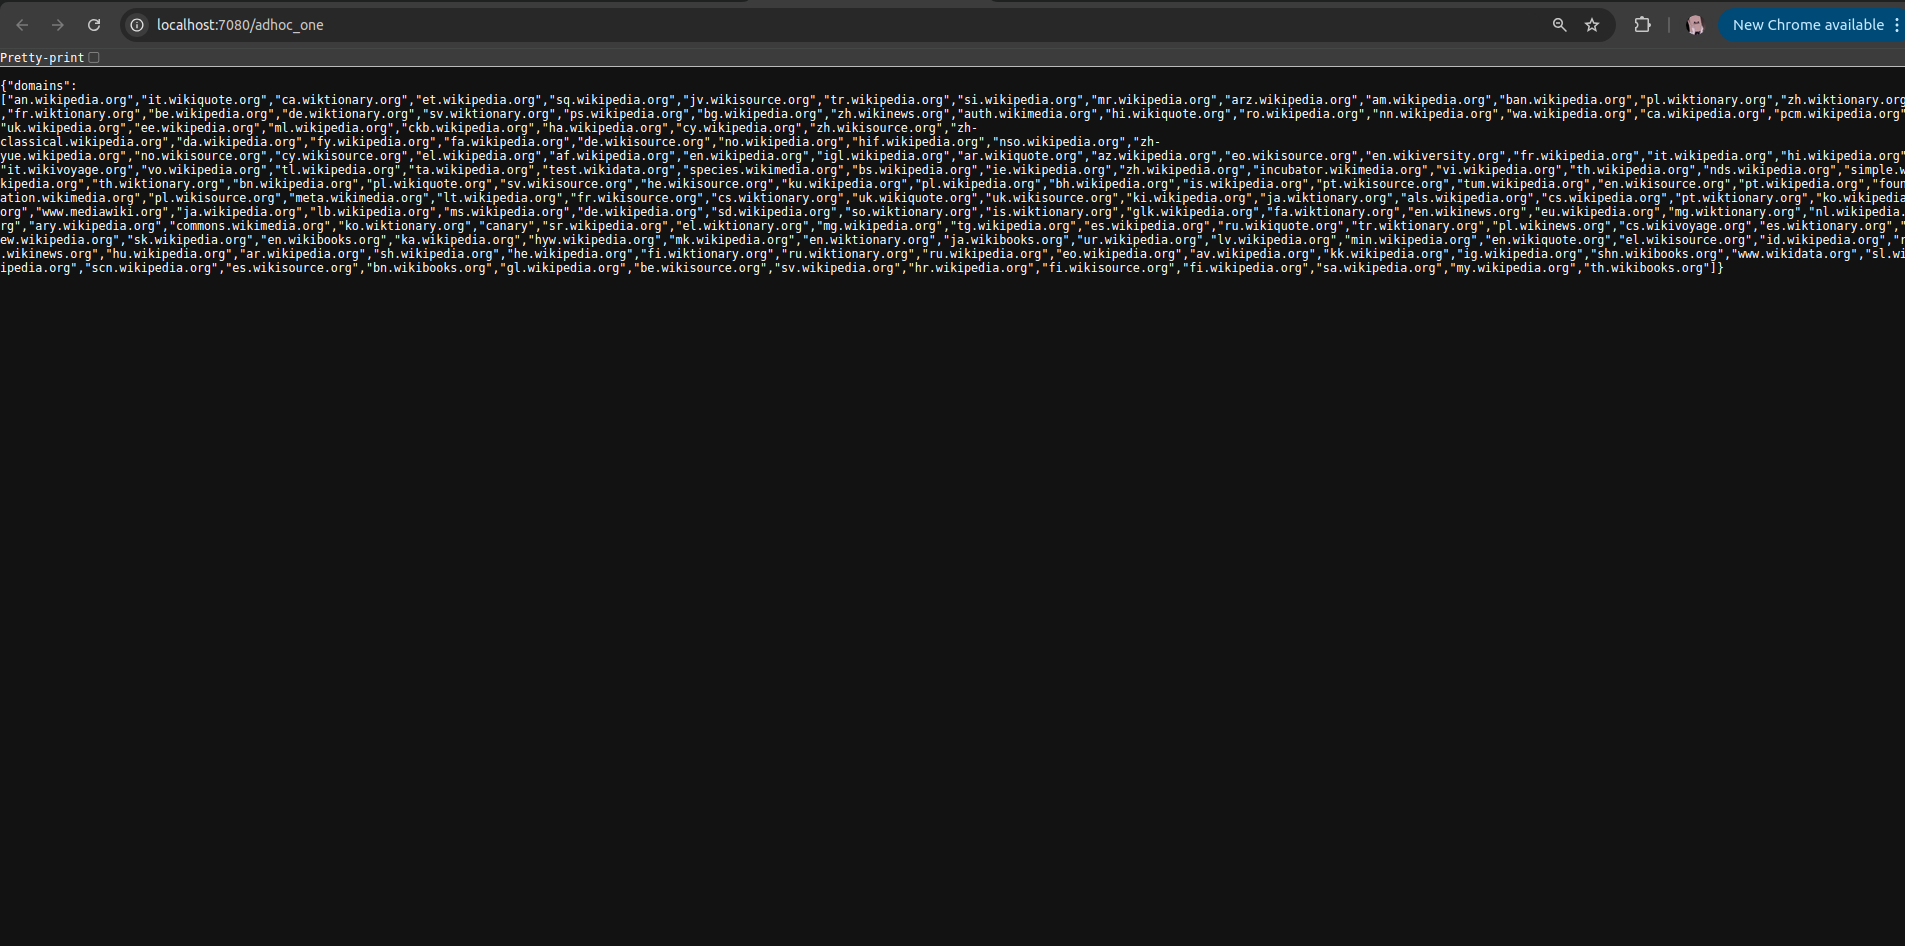 localhost:7080/adhoc_one
New Chrome available
Pretty-print
{"domains":
["an.wikipedia.org","it.wikiquote.org","ca.wiktionary.org","et.wikipedia.org","sq.wikipedia.org","jv.wikisource.org","tr.wikipedia.org","si.wikipedia.org","mr.wikipedia.org","arz.wikipedia.org","am.wikipedia.org","ban.wikipedia.org","pl.wiktionary.org","zh.wiktionary.org
,"fr.wiktionary.org","be.wikipedia.org","de.wiktionary.org","sv.wiktionary.org","ps.wikipedia.org","bg.wikipedia.org","zh.wikinews.org","auth.wikimedia.org","hi.wikiquote.org","ro.wikipedia.org","nn.wikipedia.org","wa.wikipedia.org","ca.wikipedia.org","pcm.wikipedia.org"
"uk.wikipedia.org","ee.wikipedia.org","ml.wikipedia.org","ckb.wikipedia.org","ha.wikipedia.org","cy.wikipedia.org","zh.wikisource.org","zh-
classical.wikipedia.org","da.wikipedia.org","fy.wikipedia.org","fa.wikipedia.org","de.wikisource.org","no.wikipedia.org","hif.wikipedia.org","nso.wikipedia.org","zh-
yue.wikipedia.org","no.wikisource.org","cy.wikisource.org","el.wikipedia.org","af.wikipedia.org","en.wikipedia.org","igl.wikipedia.org","ar.wikiquote.org","az.wikipedia.org","eo.wikisource.org","en.wikiversity.org","fr.wikipedia.org","it.wikipedia.org","hi.wikipedia.org"
"it.wikivoyage.org","vo.wikipedia.org","tl.wikipedia.org","ta.wikipedia.org","test.wikidata.org","species.wikimedia.org","bs.wikipedia.org","ie.wikipedia.org","zh.wikipedia.org","incubator.wikimedia.org","vi.wikipedia.org","th.wikipedia.org","nds.wikipedia.org","simple.w
kipedia.org","th.wiktionary.org","bn.wikipedia.org","pl.wikiquote.org","sv.wikisource.org","he.wikisource.org","ku.wikipedia.org","pl.wikipedia.org","bh.wikipedia.org","is.wikipedia.org","pt.wikisource.org","tum.wikipedia.org","en.wikisource.org","pt.wikipedia.org","foun
ation.wikimedia.org","pl.wikisource.org","meta.wikimedia.org","lt.wikipedia.org","fr.wikisource.org","cs.wiktionary.org","uk.wikiquote.org","uk.wikisource.org","ki.wikipedia.org","ja.wiktionary.org","als.wikipedia.org","cs.wikipedia.org","pt.wiktionary.org","ko.wikipedia
org","www.mediawiki.org","ja.wikipedia.org","lb.wikipedia.org","ms.wikipedia.org","de.wikipedia.org","sd.wikipedia.org","so.wiktionary.org","is.wiktionary.org","glk.wikipedia.org","fa.wiktionary.org","en.wikinews.org","eu.wikipedia.org","mg.wiktionary.org","nl.wikipedia.
rg","ary.wikipedia.org","commons.wikimedia.org","ko.wiktionary.org","canary","sr.wikipedia.org","el.wiktionary.org","mg.wikipedia.org","tg.wikipedia.org","es.wikipedia.org","ru.wikiquote.org","tr.wiktionary.org","pl.wikinews.org","cs.wikivoyage.org","es.wiktionary.org","
ew.wikipedia.org","sk.wikipedia.org","en.wikibooks.org","ka.wikipedia.org","hyw.wikipedia.org","mk.wikipedia.org","en.wiktionary.org","ja.wikibooks.org","ur.wikipedia.org","lv.wikipedia.org","min.wikipedia.org","en.wikiquote.org","el.wikisource.org","id.wikipedia.org","
.wikinews.org","hu.wikipedia.org","ar.wikipedia.org","sh.wikipedia.org","he.wikipedia.org","fi.wiktionary.org","ru.wiktionary.org","ru.wikipedia.org","eo.wikipedia.org","av.wikipedia.org","kk.wikipedia.org","ig.wikipedia.org","shn.wikibooks.org","www.wikidata.org","sl.wi
ipedia.org","scn.wikipedia.org","es.wikisource.org","bn.wikibooks.org","gl.wikipedia.org","be.wikisource.org","sv.wikipedia.org","hr.wikipedia.org","fi.wikisource.org","fi.wikipedia.org","sa.wikipedia.org","my.wikipedia.org","th.wikibooks.org"]}